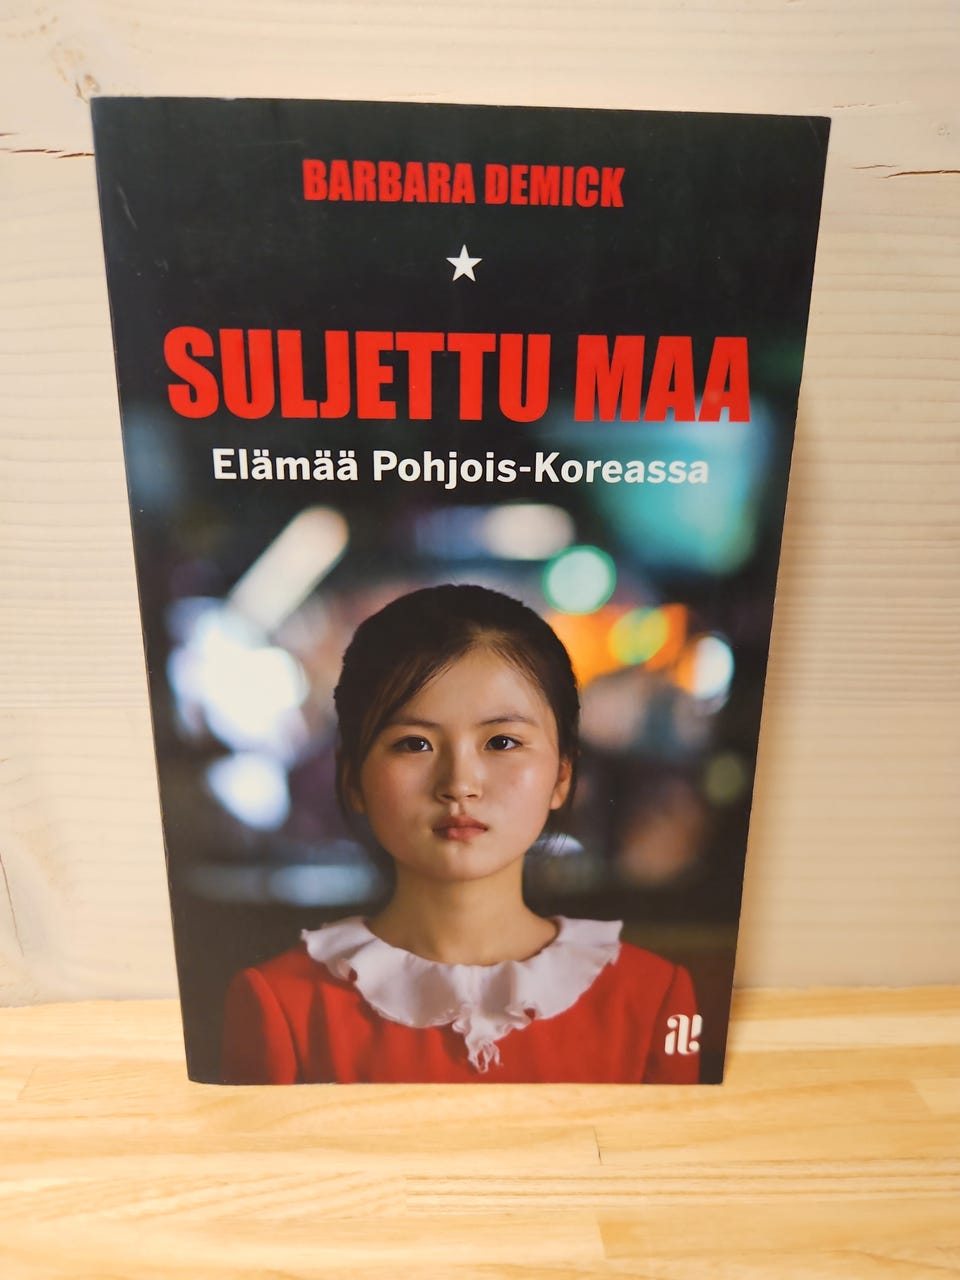 BARBARA DEMICK
SULJETTU MAA
Elämää Pohjois-Koreassa